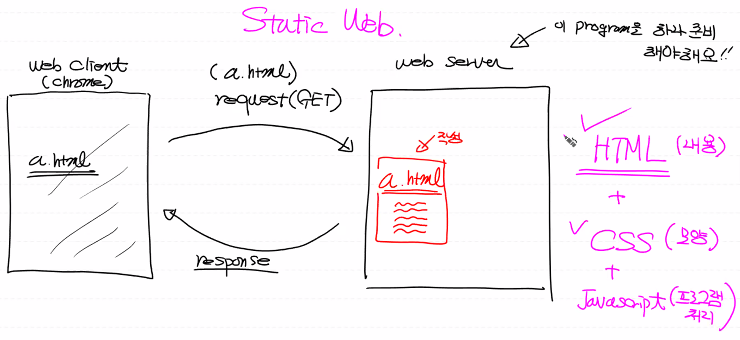 Static Web.
이 program을 하나 준비
해야해요!!
web client
(chrome)
(a.html)
request(GET)
web server
a.html
작성
a.html
response
HTML (내용)
+
CSS (모양)
+
Javascript (프로그램
처리)